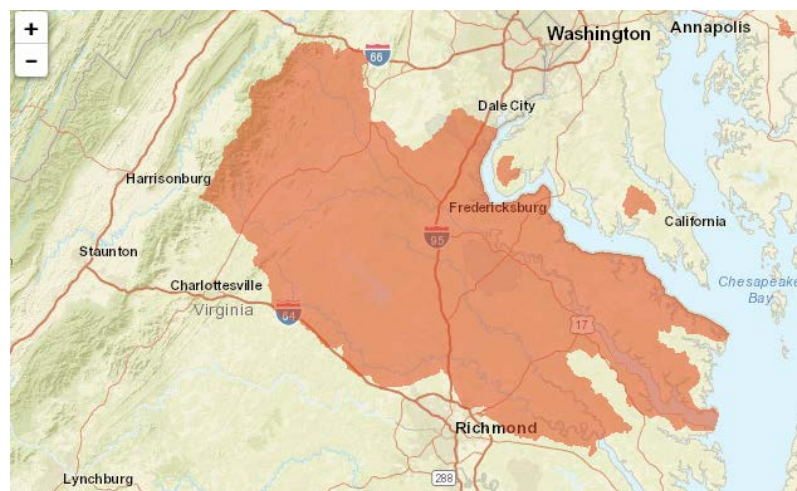 +
−
Washington
Annapolis
66
Dale City
Harrisonburg
Fredericksburg
California
95
Staunton
Charlottesville
Chesapeake
Bay
Virginia
64
17
Richmond
Lynchburg
288